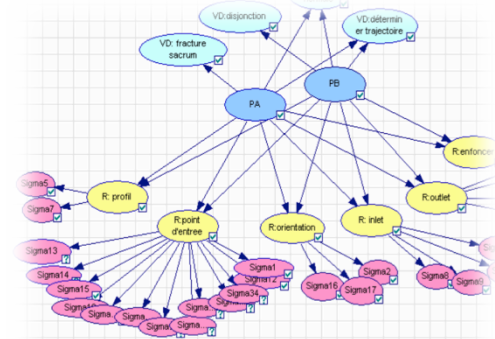 VD:disjonction
VD:détermin
er trajectoire
VD: fracture
sacrum
PA
PB
R:enfonce
Sigma5
R: profil
R:outlet
Sigma7
R:point
d'entree
R:orientation
R: inlet
Sigma13
Sigma14
Sigma15
Sigma1
Sigma34
Sigma16
Sigma2
Sigma17
Sigma8
Sigma9